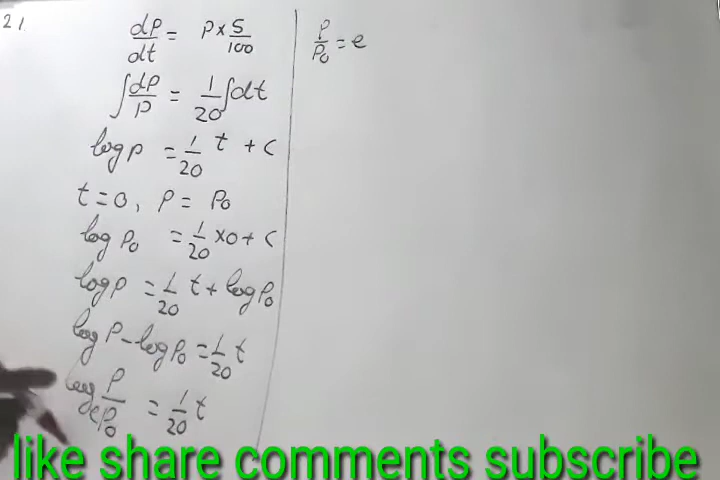 21.
dP/dt = P × 5/100
∫ dP/P = 1/20 ∫ dt
log P = 1/20 t + c
t = 0, P = P₀
log P₀ = 1/20 × 0 + c
log P = 1/20 t + log P₀
log P - log P₀ = 1/20 t
logₑ P/P₀ = 1/20 t
P/P₀ = e
like share comments subscribe